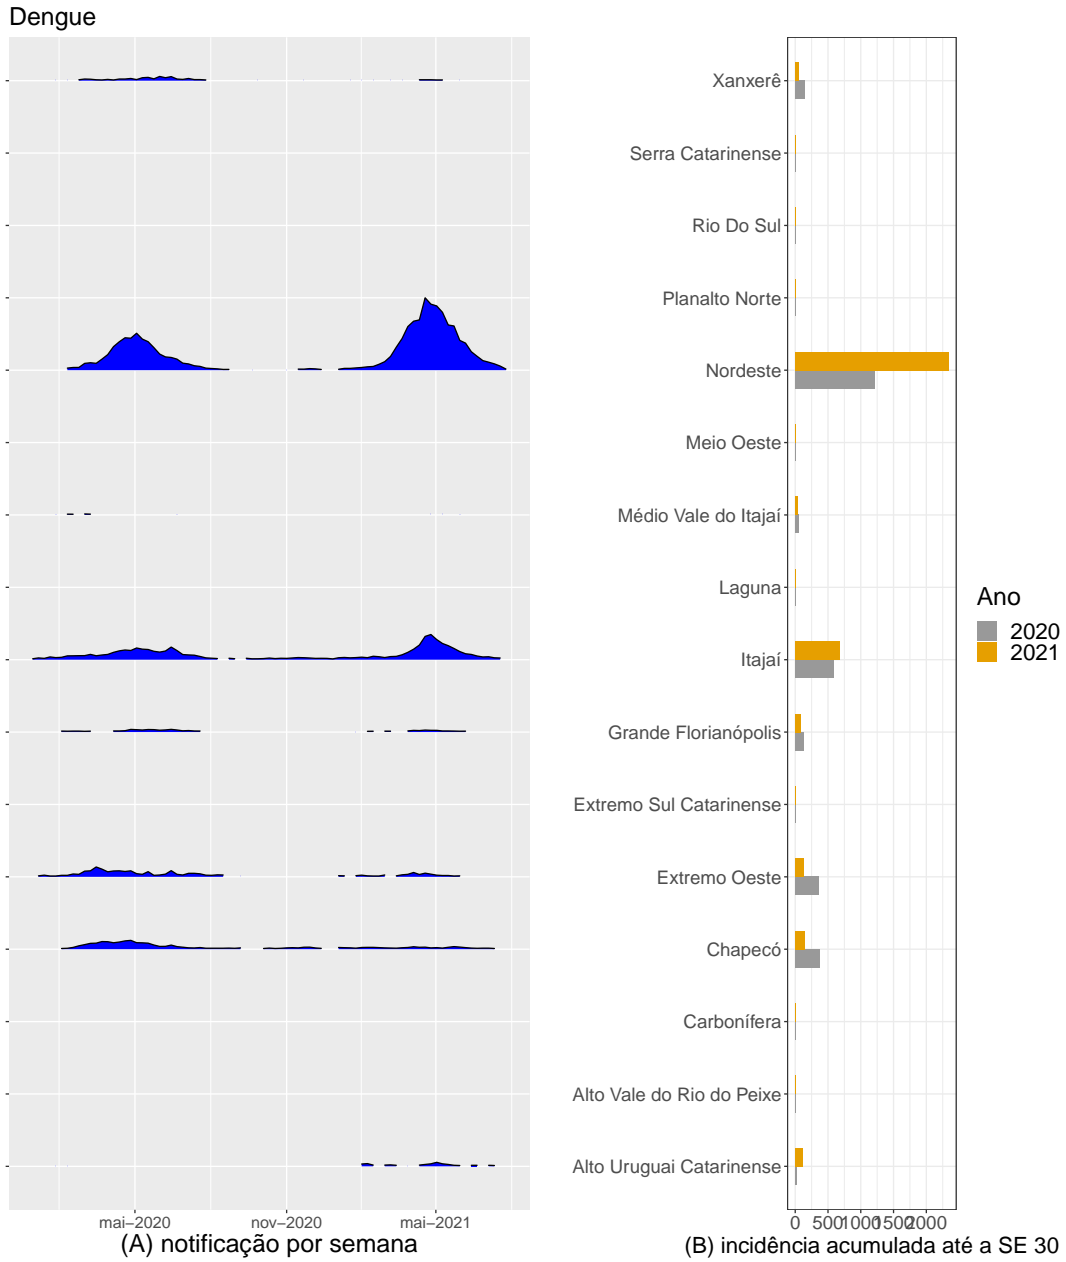 Dengue
Xanxerê
Serra Catarinense
Rio Do Sul
Planalto Norte
Nordeste
Meio Oeste
Médio Vale do Itajaí
Laguna
Itajaí
Grande Florianópolis
Extremo Sul Catarinense
Extremo Oeste
Chapecó
Carbonífera
Alto Vale do Rio do Peixe
Alto Uruguai Catarinense
Ano
2020
2021
mai–2020 nov–2020 mai–2021
(A) notificação por semana
0 500 1000 1500 2000
(B) incidência acumulada até a SE 30